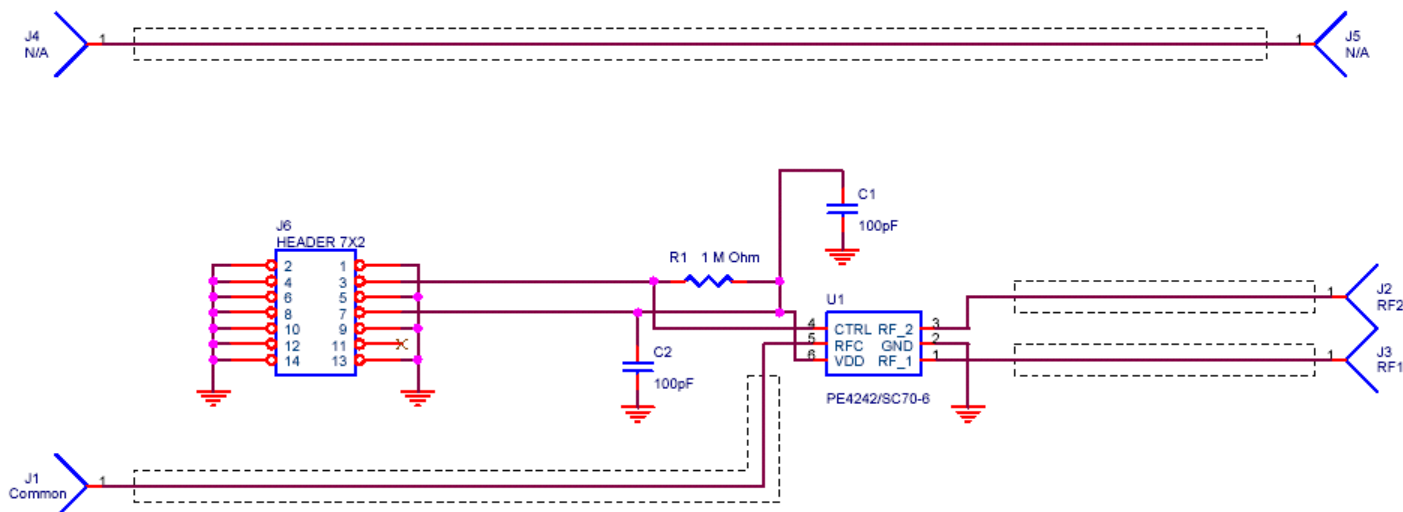 J4
N/A
1
1
J5
N/A
C1
100pF
J6
HEADER 7X2
R1 1 M Ohm
2 1
4 3
6 5
8 7
10 9
12 11
14 13
U1
4 CTRL RF_2 3
5 RFC GND 2
6 VDD RF_1 1
PE4242/SC70-6
C2
100pF
1
J2
RF2
1
J3
RF1
J1
Common
1